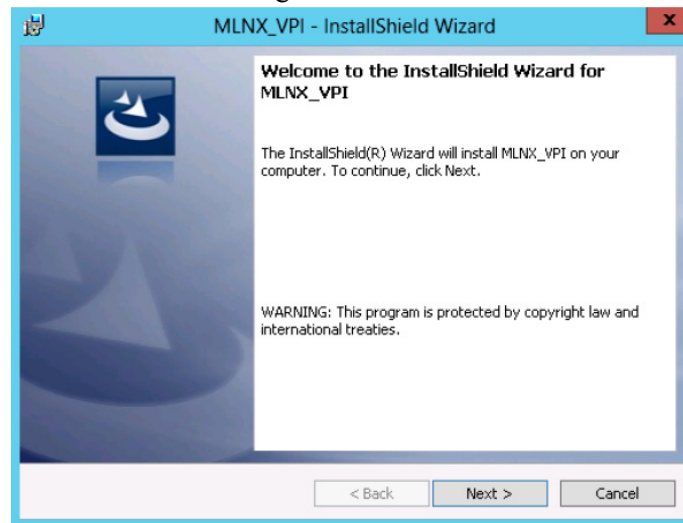 MLNX_VPI - InstallShield Wizard
x
Welcome to the InstallShield Wizard for
MLNX_VPI
The InstallShield(R) Wizard will install MLNX_VPI on your
computer. To continue, click Next.
WARNING: This program is protected by copyright law and
international treaties.
< Back
Next >
Cancel